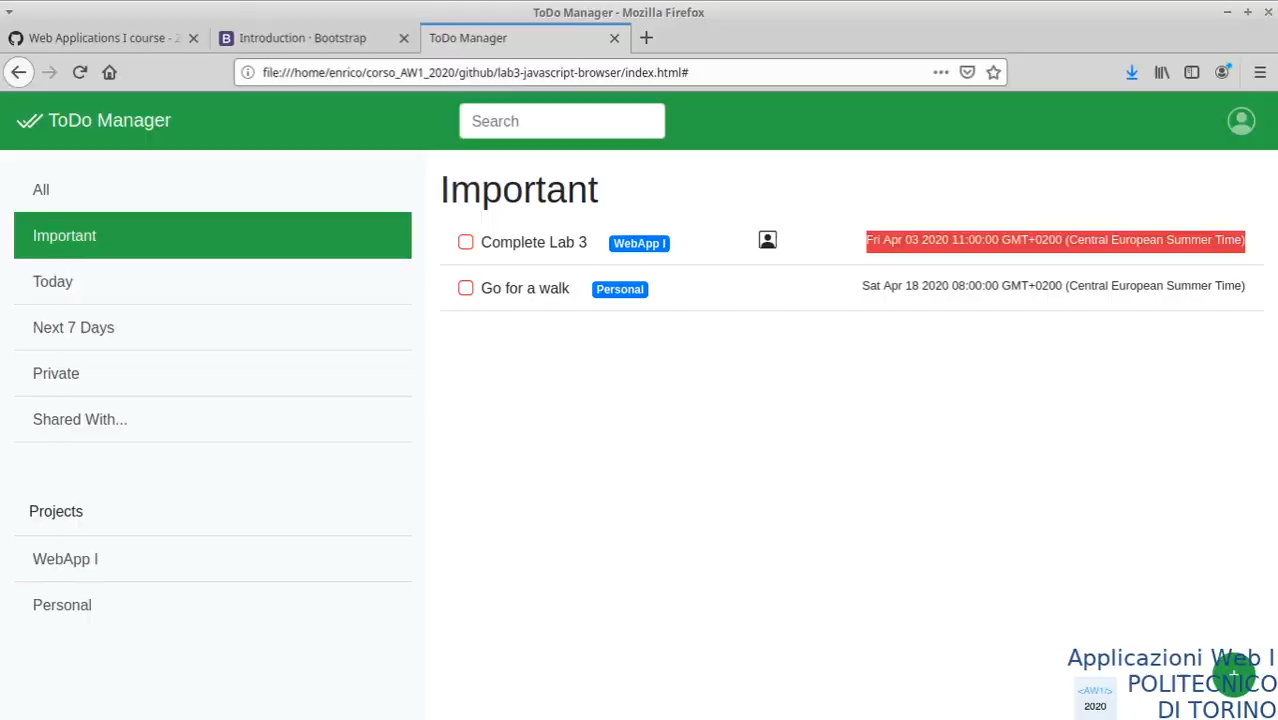 ToDo Manager - Mozilla Firefox
Web Applications I course - 2
Introduction · Bootstrap
ToDo Manager
file:///home/enrico/corso_AW1_2020/github/lab3-javascript-browser/index.html#
ToDo Manager
Search
All
Important
Today
Next 7 Days
Private
Shared With...
Projects
WebApp I
Personal
Important
Complete Lab 3 WebApp I Fri Apr 03 2020 11:00:00 GMT+0200 (Central European Summer Time)
Go for a walk Personal Sat Apr 18 2020 08:00:00 GMT+0200 (Central European Summer Time)
Applicazioni Web I
POLITECNICO
DI TORINO
<AW1/>
2020